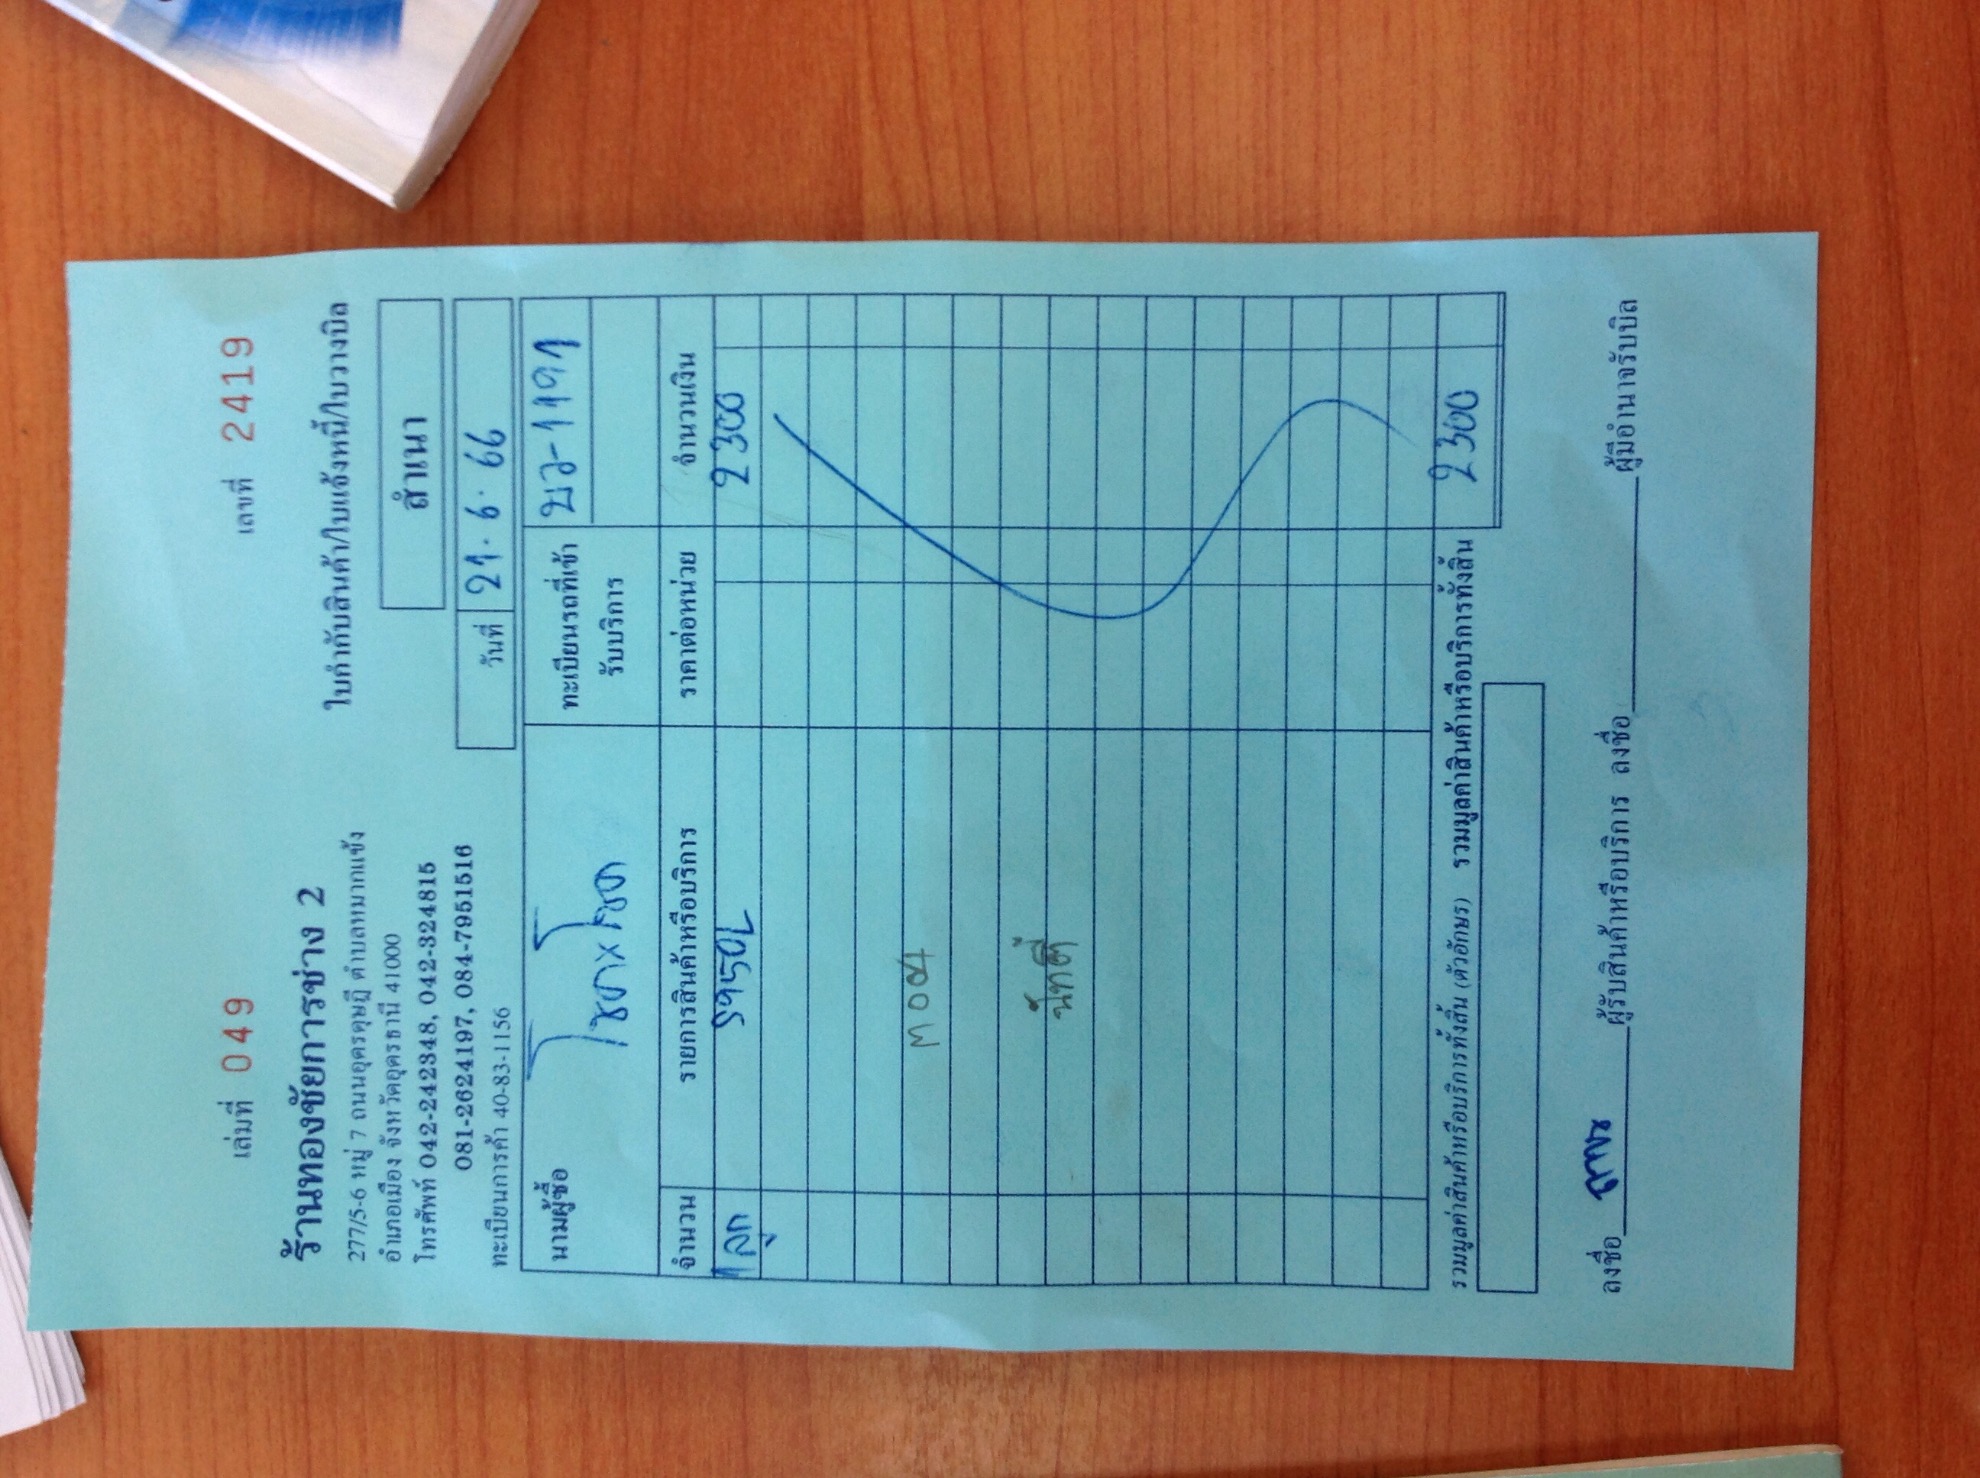 เล่มที่ 049
เลขที่ 2419
ร้านทองชัยการช่าง 2
277/5-6 หมู่ 7 ถนนอุดรดุษฎี ตำบลหมากแข้ง
อำเภอเมือง จังหวัดอุดรธานี 41000
โทรศัพท์ 042-242348, 042-324815
081-2624197, 084-7951516
ทะเบียนการค้า 40-83-1156
ใบกำกับสินค้า/ใบแจ้งหนี้/ใบวางบิล
สำเนา
วันที่ 21.6.66
นามผู้ซื้อ
ทะเบียนรถที่เข้า
รับบริการ
บว-1191
จำนวน รายการสินค้าหรือบริการ ราคาต่อหน่วย จำนวนเงิน
1 ลูก 5950L 2300
M004
รวมมูลค่าสินค้าหรือบริการทั้งสิ้น (ตัวอักษร) รวมมูลค่าสินค้าหรือบริการทั้งสิ้น 2300
ลงชื่อ ผู้รับสินค้าหรือบริการ ลงชื่อ ผู้มีอำนาจรับบิล